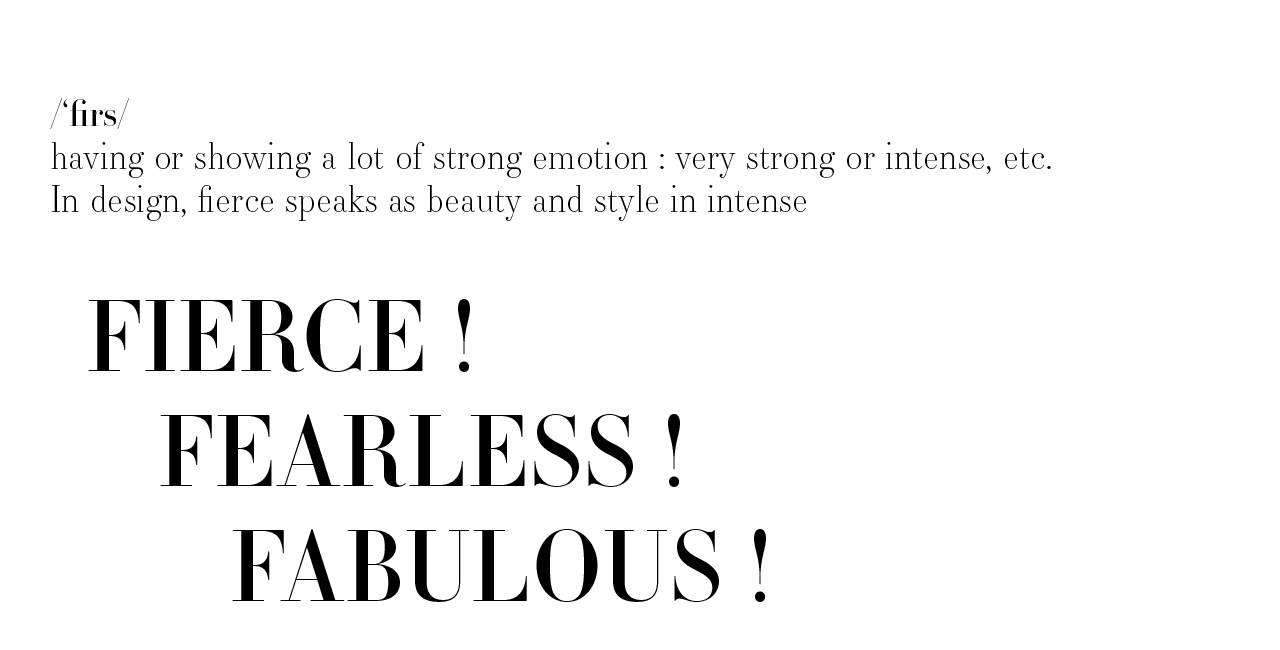 /‘firs/
having or showing a lot of strong emotion : very strong or intense, etc.
In design, fierce speaks as beauty and style in intense
FIERCE !
FEARLESS !
FABULOUS !